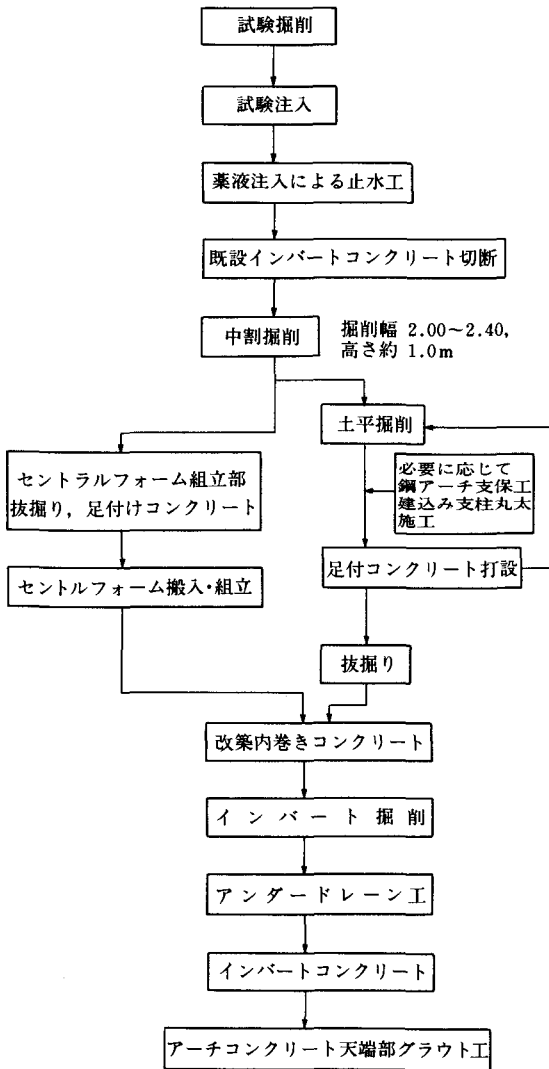 試験掘削
試験注入
薬液注入による止水工
既設インバートコンクリート切断
中割掘削
掘削幅 2.00～2.40,
高さ約 1.0m
土平掘削
セントラルフォーム組立部
抜掘り，足付けコンクリート
必要に応じて
鋼アーチ支保工
建込み支柱丸太
施工
セントルフォーム搬入・組立
足付コンクリート打設
抜掘り
改築内巻きコンクリート
インバート掘削
アンダードレーン工
インバートコンクリート
アーチコンクリート天端部グラウト工